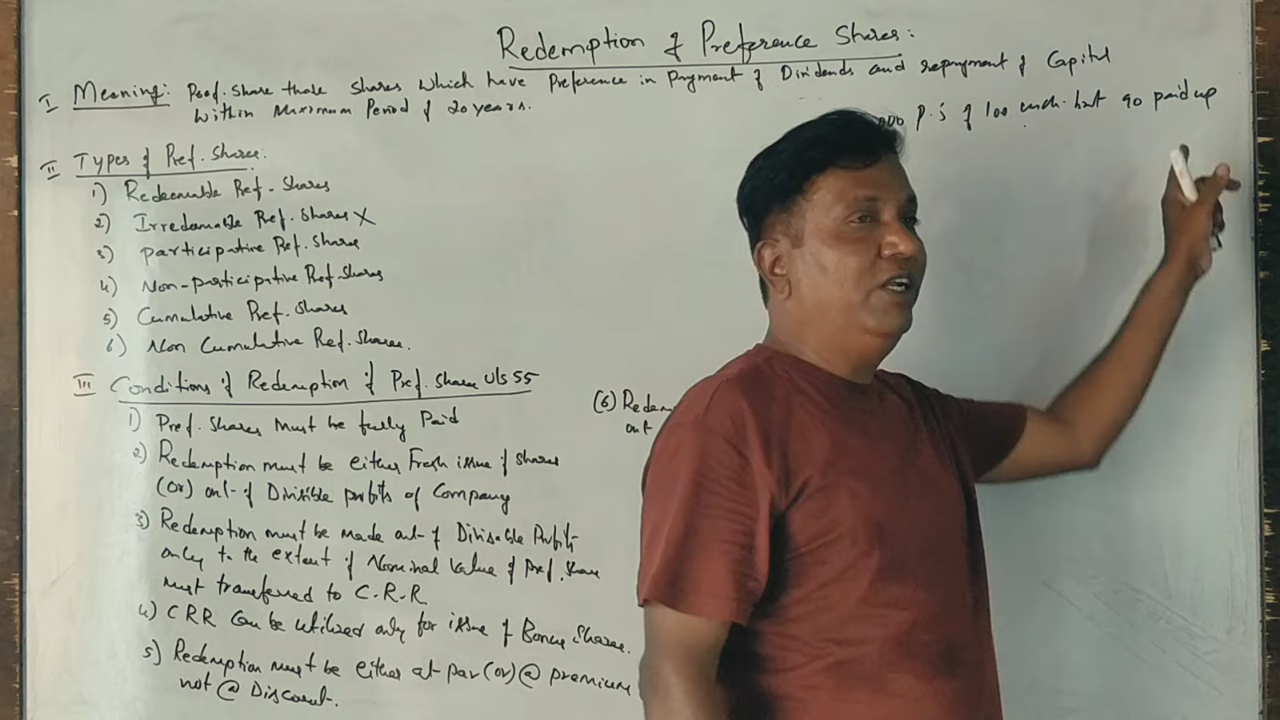 Redemption of Preference Shares:
I Meaning: Pref. Share those shares which have Preference in Payment of Dividends and repayment of Capital
within Maximum Period of 20 years.
000 P.S of 100 each but 90 paid up
II Types of Pref. Shares:
1) Redeemable Pref. Shares
2) Irredamable Pref. Shares X
3) Participative Pref. Share
4) Non-participative Pref. Shares
5) Cumulative Pref. Shares
6) Non Cumulative Pref. Shares.
III Conditions of Redemption of Pref. Share U/s 55
1) Pref. Shares Must be fully Paid
2) Redemption must be either Fresh issue of shares
(or) out of Divisible profits of Company
3) Redemption must be made out of Divisable Profits
only to the extent of Nominal Value of Pref. Share
must transferred to C.R.R
4) CRR Can be utilized only for issue of Bonus Shares.
5) Redemption must be either at par (or) @ premium
not @ Discount.
(6) Redem
out